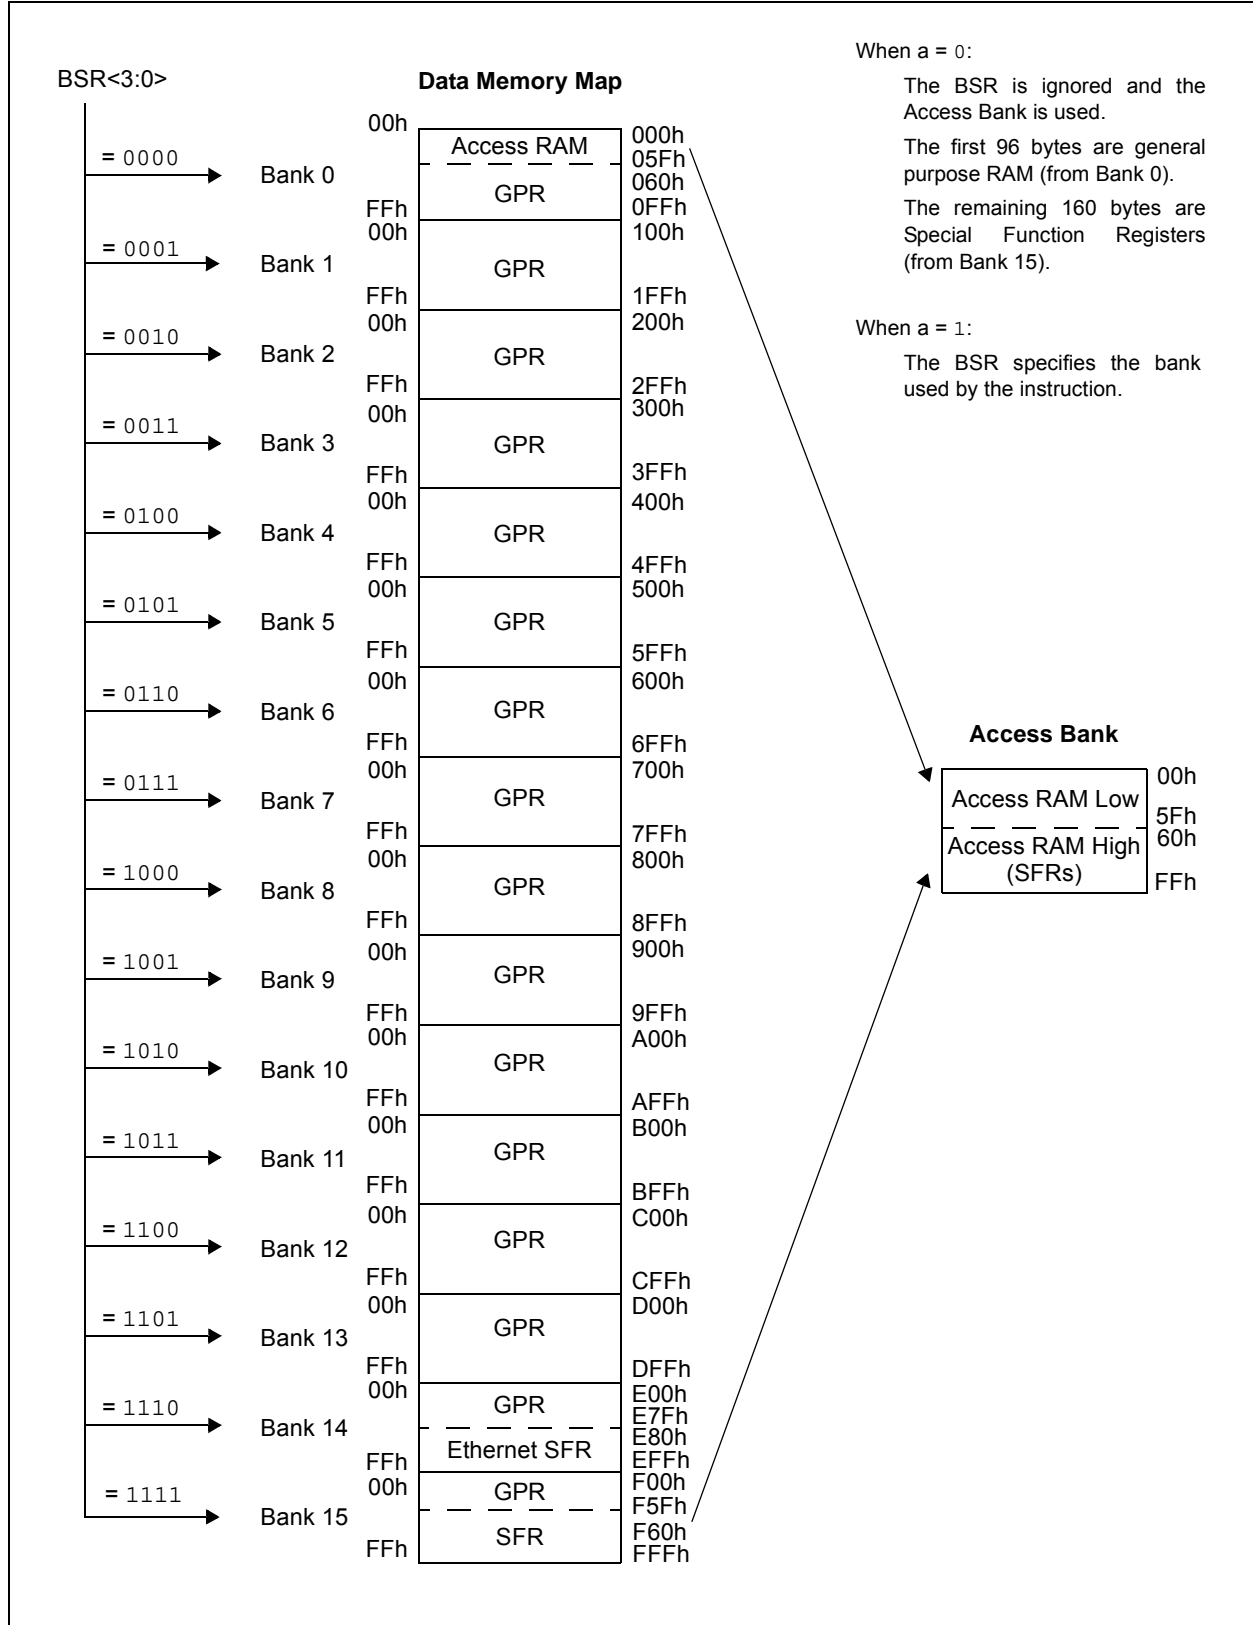 BSR<3:0>
Data Memory Map
When a = 0:
The BSR is ignored and the
Access Bank is used.
The first 96 bytes are general
purpose RAM (from Bank 0).
The remaining 160 bytes are
Special Function Registers
(from Bank 15).
When a = 1:
The BSR specifies the bank
used by the instruction.
= 0000
Bank 0
00h
FFh
Access RAM
GPR
000h
05Fh
060h
0FFh
= 0001
Bank 1
00h
FFh
GPR
100h
1FFh
= 0010
Bank 2
00h
FFh
GPR
200h
2FFh
= 0011
Bank 3
00h
FFh
GPR
300h
3FFh
= 0100
Bank 4
00h
FFh
GPR
400h
4FFh
= 0101
Bank 5
00h
FFh
GPR
500h
5FFh
= 0110
Bank 6
00h
FFh
GPR
600h
6FFh
= 0111
Bank 7
00h
FFh
GPR
700h
7FFh
= 1000
Bank 8
00h
FFh
GPR
800h
8FFh
= 1001
Bank 9
00h
FFh
GPR
900h
9FFh
= 1010
Bank 10
00h
FFh
GPR
A00h
AFFh
= 1011
Bank 11
00h
FFh
GPR
B00h
BFFh
= 1100
Bank 12
00h
FFh
GPR
C00h
CFFh
= 1101
Bank 13
00h
FFh
GPR
D00h
DFFh
= 1110
Bank 14
00h
FFh
GPR
Ethernet SFR
E00h
E7Fh
E80h
EFFh
= 1111
Bank 15
00h
FFh
GPR
SFR
F00h
F5Fh
F60h
FFFh
Access Bank
Access RAM Low
Access RAM High
(SFRs)
00h
5Fh
60h
FFh